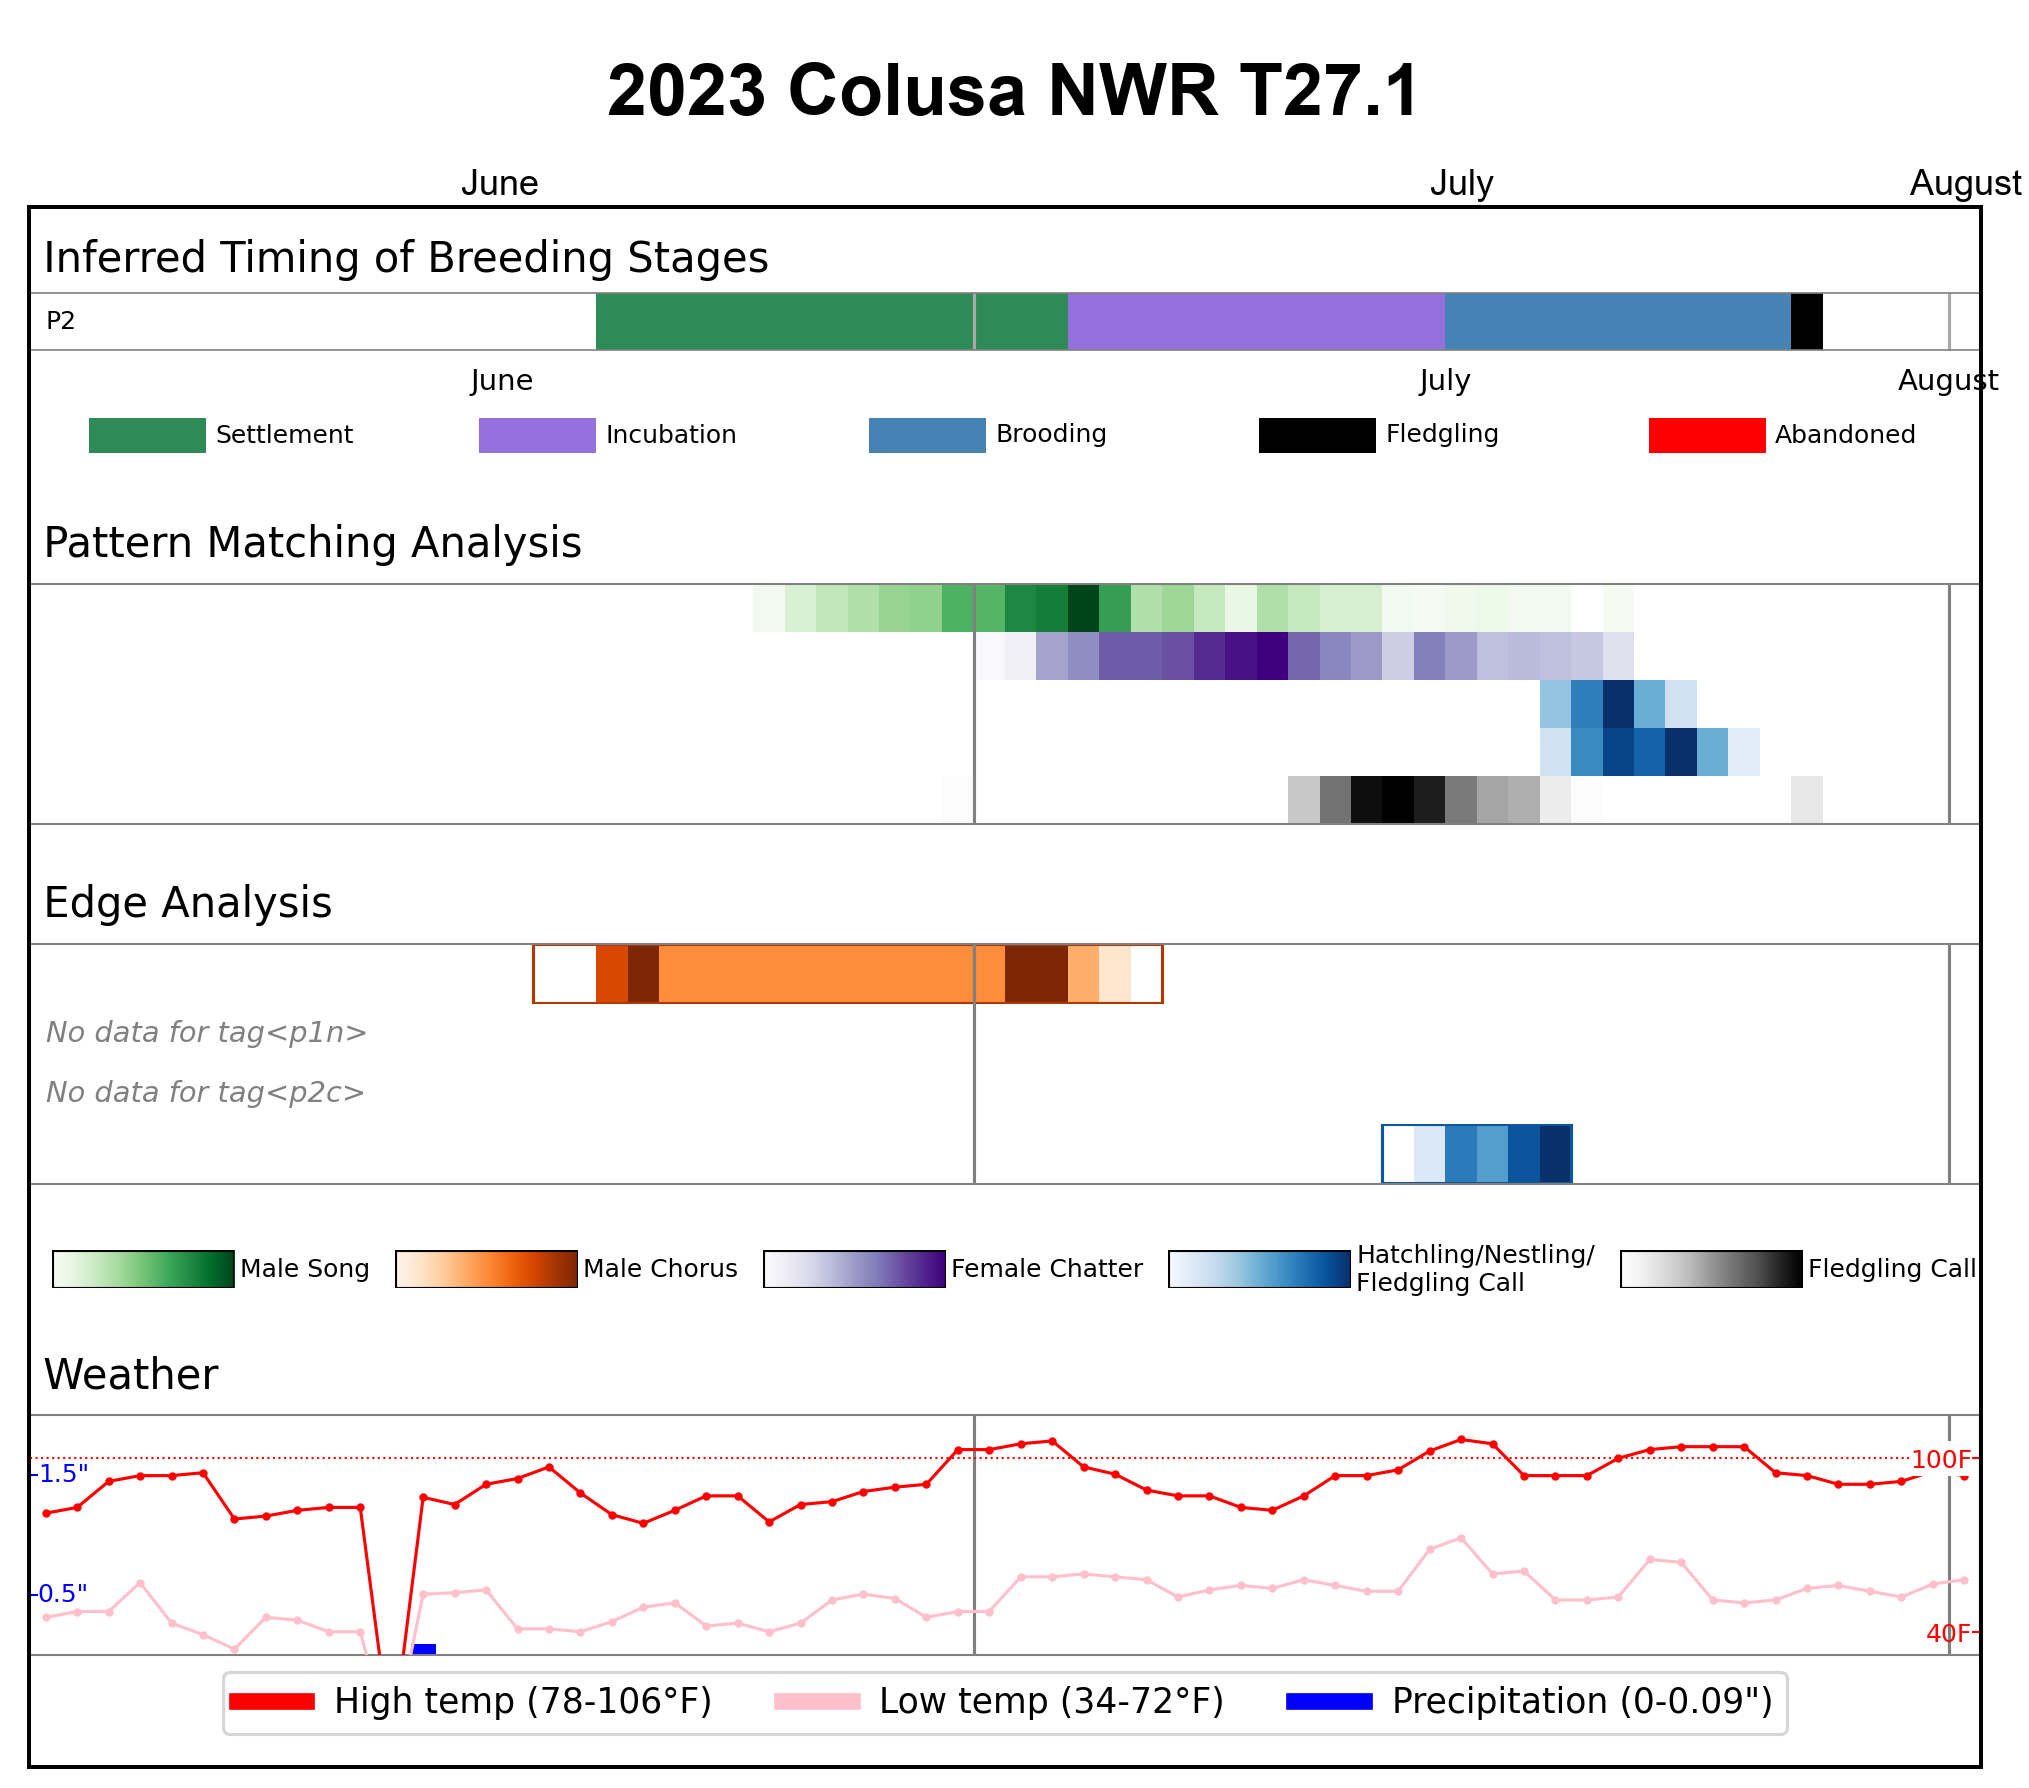 2023 Colusa NWR T27.1
June July August
Inferred Timing of Breeding Stages
P2
June July August
Settlement Incubation Brooding Fledgling Abandoned
Pattern Matching Analysis
Edge Analysis
No data for tag<p1n>
No data for tag<p2c>
Male Song Male Chorus Female Chatter Hatchling/Nestling/
Fledgling Call Fledgling Call
Weather
100F
1.5"
0.5"
40F
High temp (78-106°F) Low temp (34-72°F) Precipitation (0-0.09")